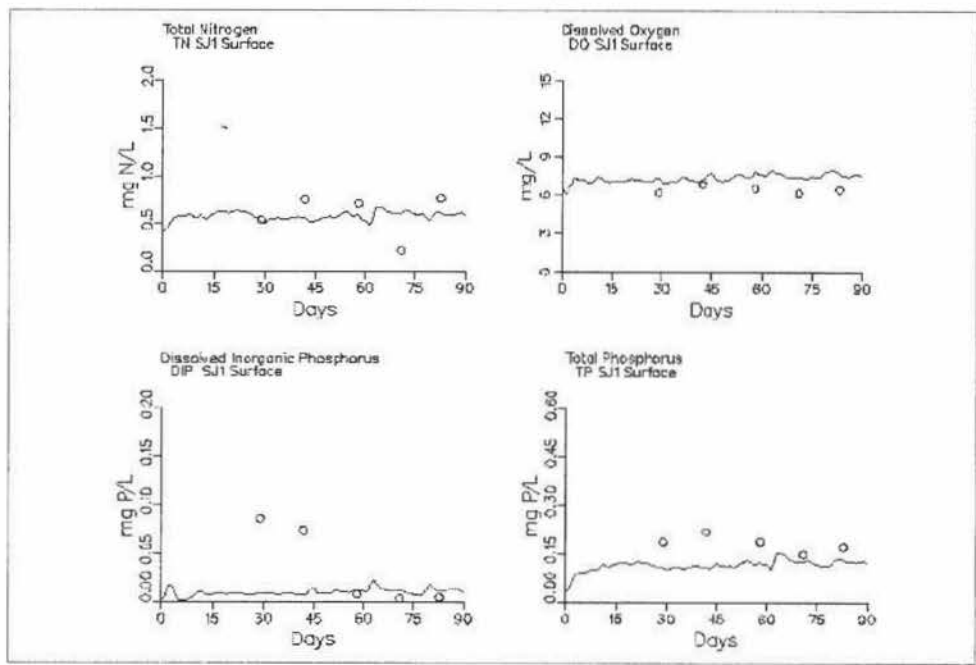 Total Nitrogen
TN SJ1 Surface
mg N/L
2.0
1.5
1.0
0.5
0.0
0 15 30 45 60 75 90
Days
Dissolved Oxygen
DO SJ1 Surface
mg/L
15
12
9
6
3
0
0 15 30 45 60 75 90
Days
Dissolved Inorganic Phosphorus
DIP SJ1 Surface
mg P/L
0.20
0.15
0.10
0.05
0.00
0 15 30 45 60 75 90
Days
Total Phosphorus
TP SJ1 Surface
mg P/L
0.60
0.45
0.30
0.15
0.00
0 15 30 45 60 75 90
Days